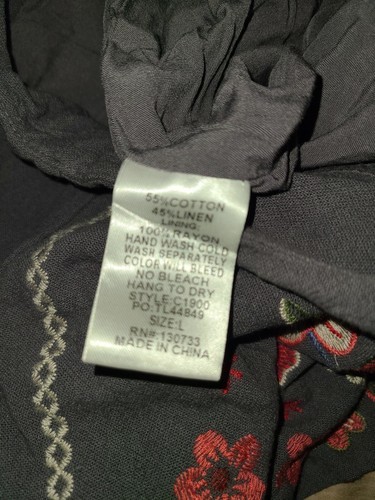 55%COTTON
45%LINEN
LINING
100%RAYON
HAND WASH COLD
WASH SEPARATELY
COLOR WILL BLEED
NO BLEACH
HANG TO DRY
STYLE:C1900
PO:TL44849
SIZE:L
RN#:130733
MADE IN CHINA